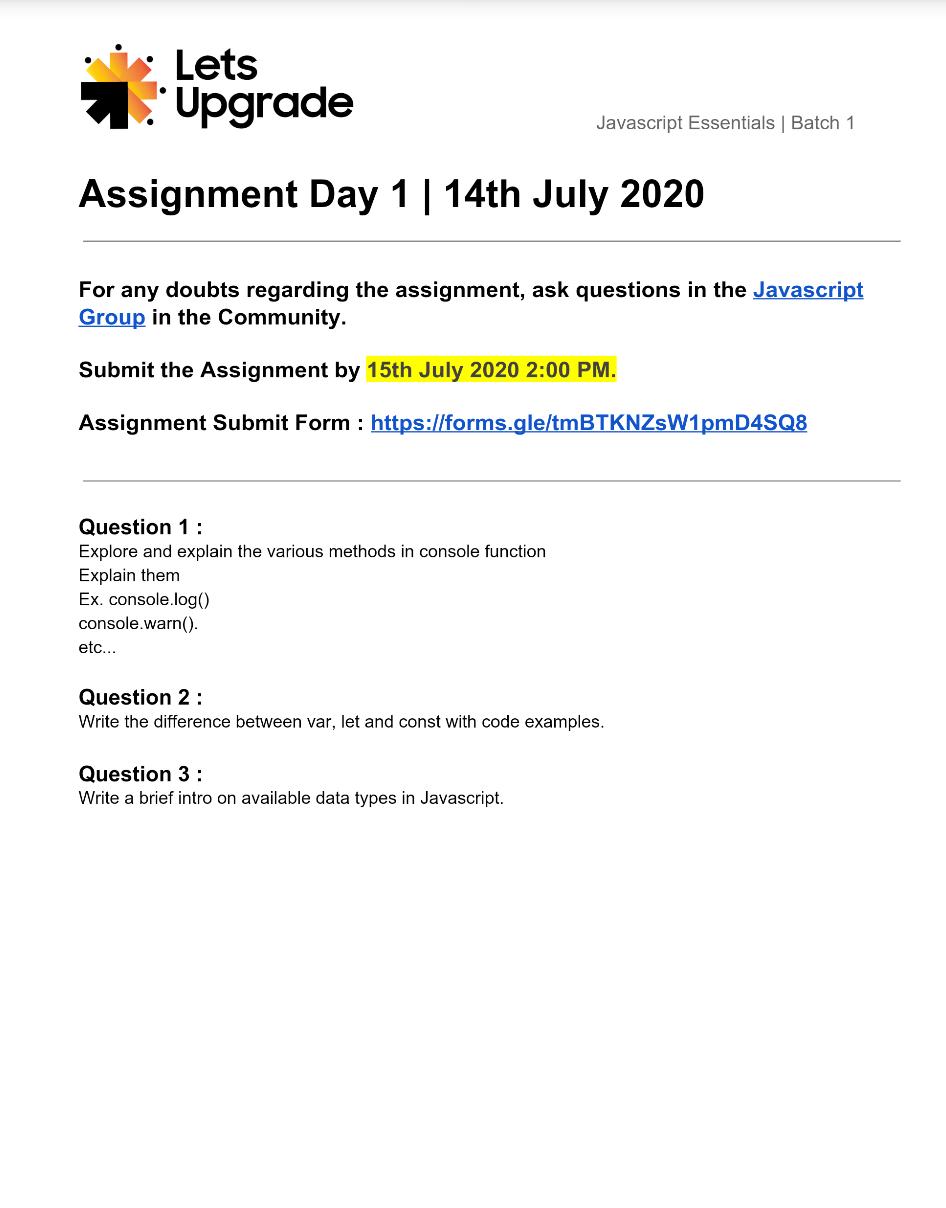 Lets
Upgrade
Javascript Essentials | Batch 1
Assignment Day 1 | 14th July 2020
For any doubts regarding the assignment, ask questions in the Javascript
Group in the Community.
Submit the Assignment by 15th July 2020 2:00 PM.
Assignment Submit Form : https://forms.gle/tmBTKNZsW1pmD4SQ8
Question 1 :
Explore and explain the various methods in console function
Explain them
Ex. console.log()
console.warn().
etc...
Question 2 :
Write the difference between var, let and const with code examples.
Question 3 :
Write a brief intro on available data types in Javascript.